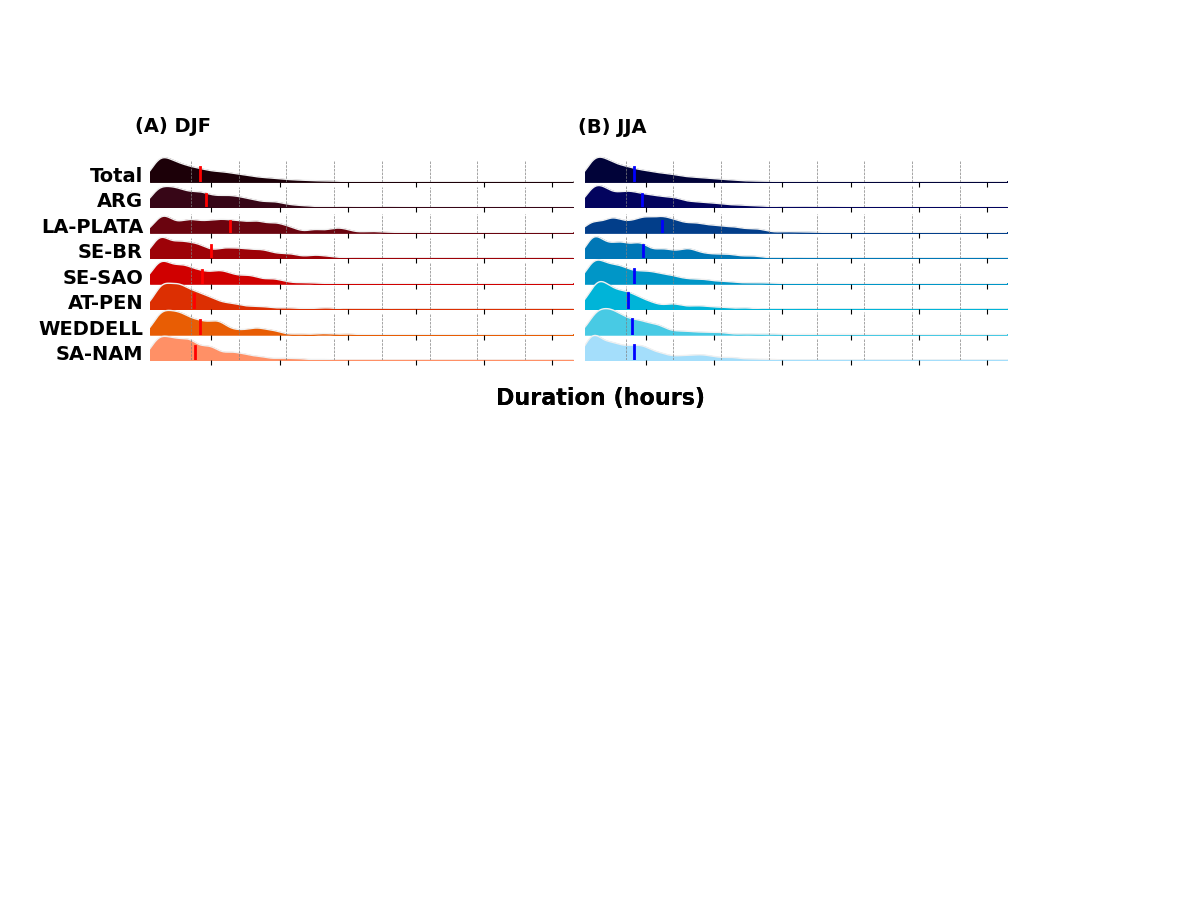 (A) DJF
(B) JJA
Total
ARG
LA-PLATA
SE-BR
SE-SAO
AT-PEN
WEDDELL
SA-NAM
Duration (hours)